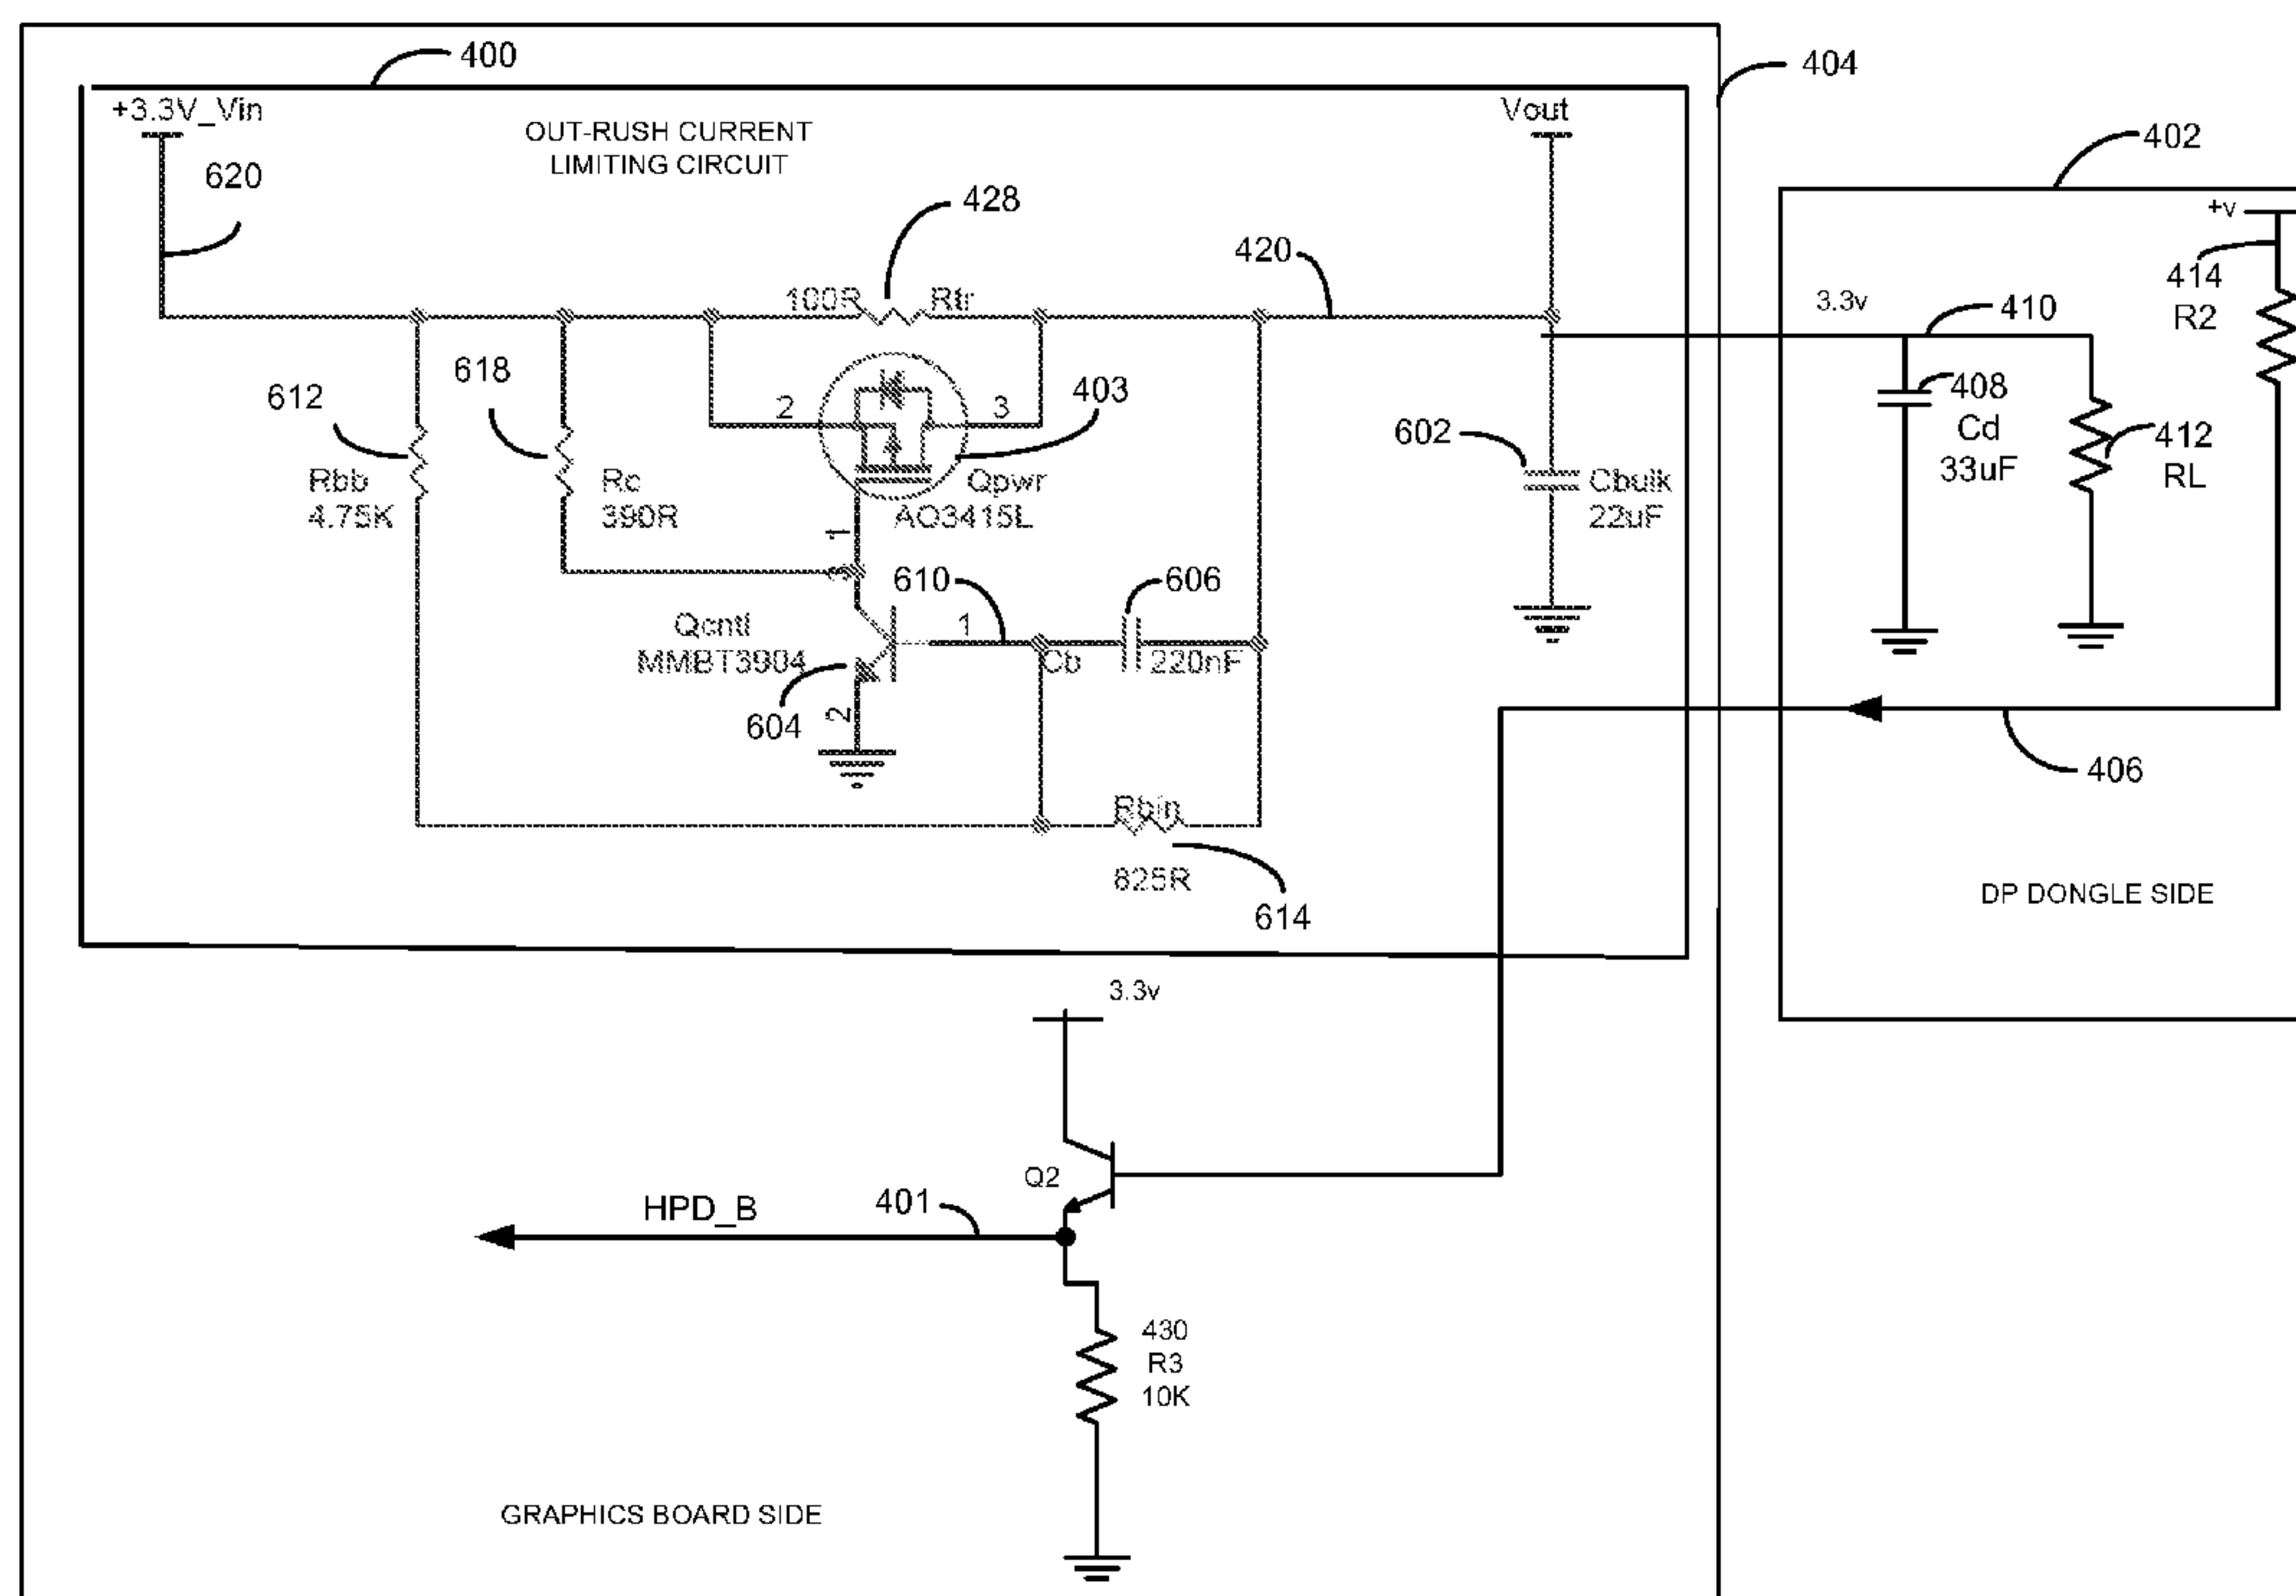 400
404
+3.3V_Vin
OUT-RUSH CURRENT
LIMITING CIRCUIT
Vout
402
620
428
+v
420
414
R2
100R
Rtr
3.3v
410
618
612
2
3
403
408
Cd
33uF
602
412
RL
Rbb
4.75K
Rc
390R
Qpwr
AO3415L
Cbulk
22uF
1
3
610
606
Qcntl
MMBT3904
1
Cb
220nF
604
2
406
Rbin
825R
614
DP DONGLE SIDE
3.3v
Q2
HPD_B
401
430
R3
10K
GRAPHICS BOARD SIDE